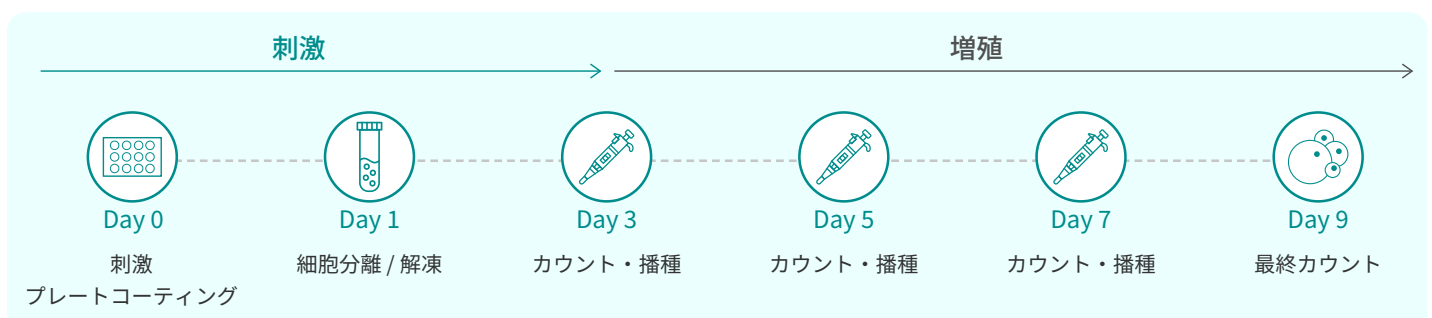 刺激
増殖
Day 0
刺激
プレートコーティング
Day 1
細胞分離 / 解凍
Day 3
カウント・播種
Day 5
カウント・播種
Day 7
カウント・播種
Day 9
最終カウント